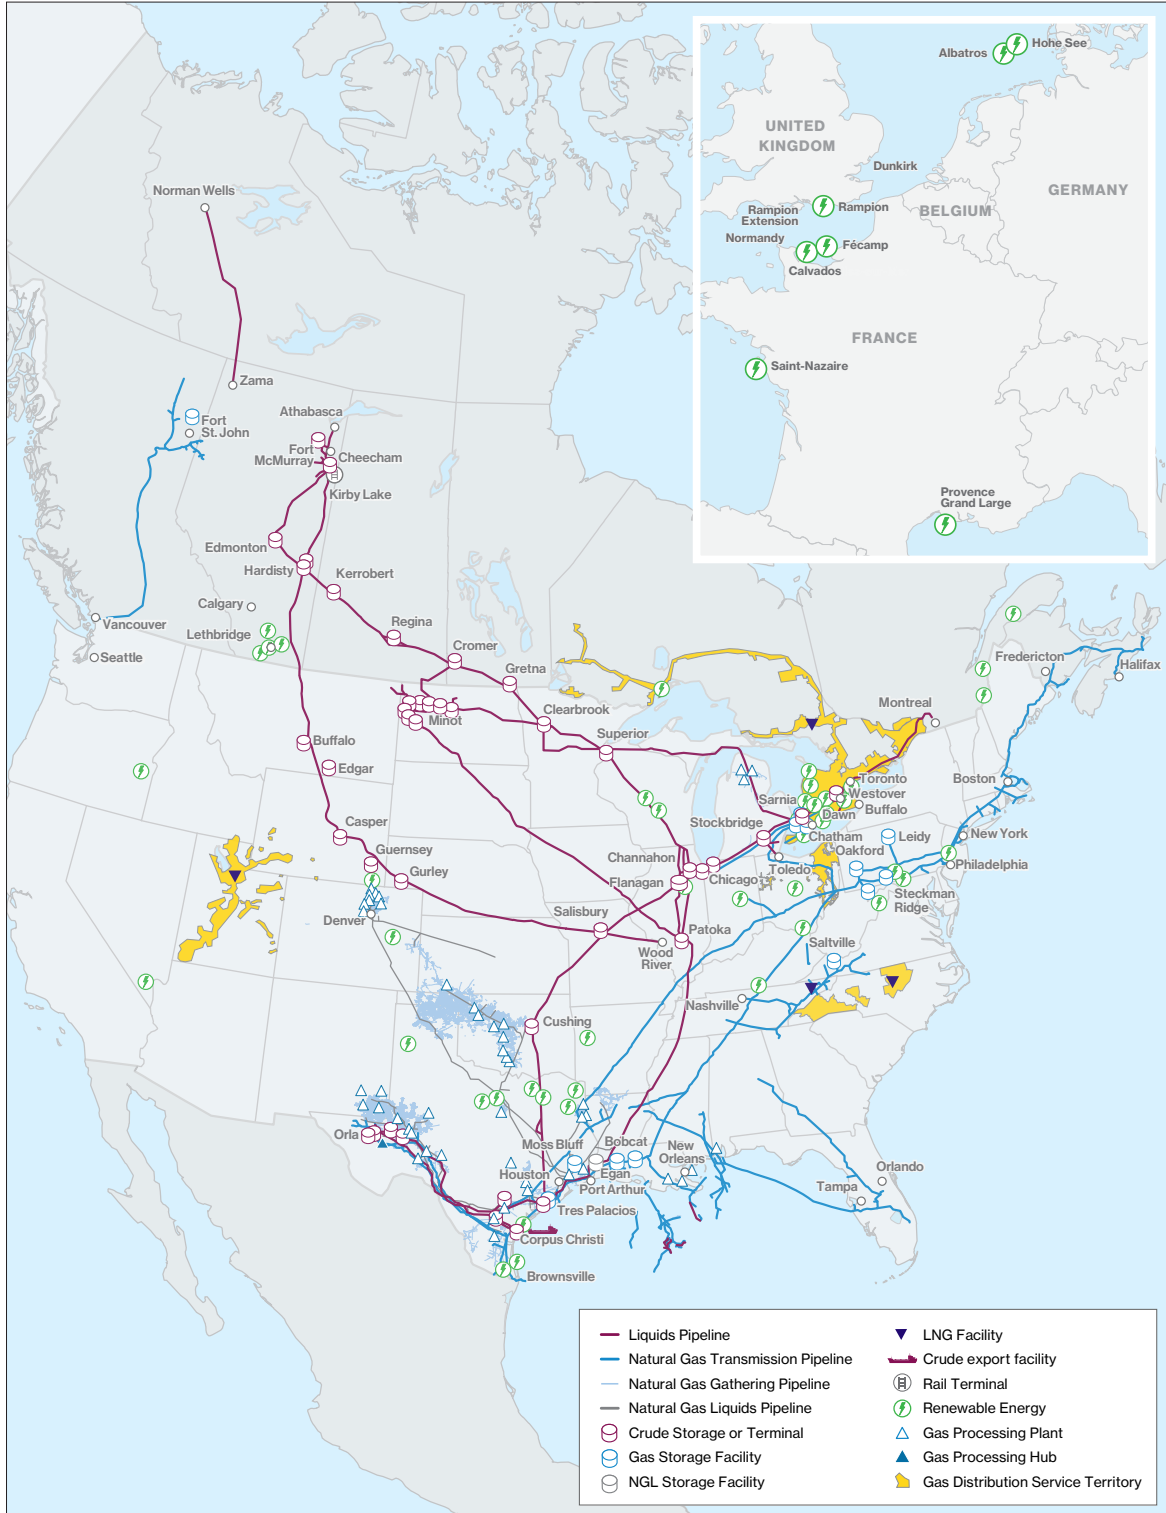 Hohe See
Albatros
UNITED
KINGDOM
Dunkirk
GERMANY
Rampion
Rampion
Extension
BELGIUM
Normandy
Fécamp
Calvados
FRANCE
Saint-Nazaire
Provence
Grand Large
Norman Wells
Zama
Fort
St. John
Athabasca
Fort
McMurray
Cheecham
Kirby Lake
Edmonton
Hardisty
Kerrobert
Calgary
Regina
Vancouver
Lethbridge
Seattle
Cromer
Gretna
Fredericton
Halifax
Minot
Clearbrook
Montreal
Superior
Buffalo
Edgar
Toronto
Boston
Sarnia
Westover
Buffalo
Dawn
Casper
Stockbridge
Chatham
Leidy
New York
Guernsey
Channahon
Oakford
Gurley
Flanagan
Chicago
Toledo
Philadelphia
Steckman
Ridge
Denver
Salisbury
Patoka
Wood
River
Saltville
Nashville
Cushing
Orla
Moss Bluff
Bobcat
New
Orleans
Houston
Egan
Port Arthur
Orlando
Tampa
Tres Palacios
Corpus Christi
Brownsville
Liquids Pipeline
Natural Gas Transmission Pipeline
Natural Gas Gathering Pipeline
Natural Gas Liquids Pipeline
Crude Storage or Terminal
Gas Storage Facility
NGL Storage Facility
LNG Facility
Crude export facility
Rail Terminal
Renewable Energy
Gas Processing Plant
Gas Processing Hub
Gas Distribution Service Territory